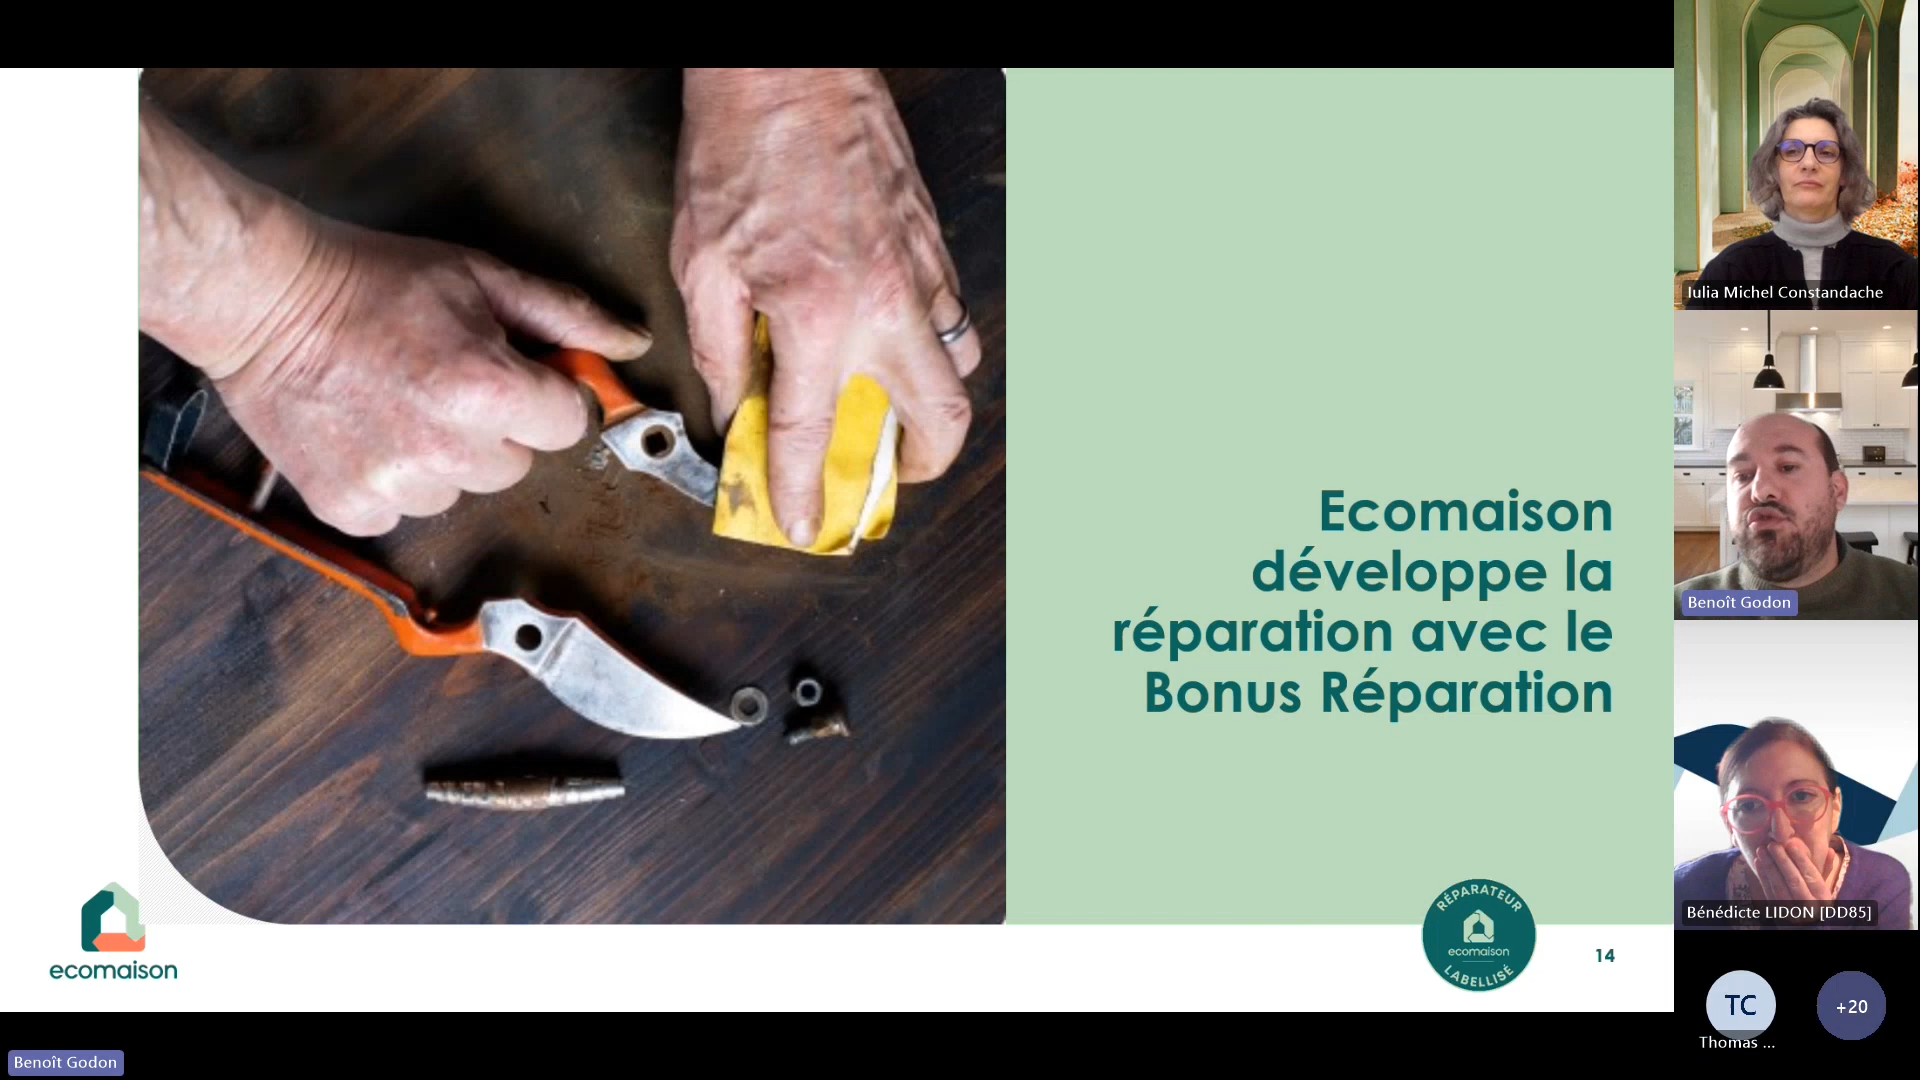 Ecomaison
développe la
réparation avec le
Bonus Réparation
ecomaison
RÉPARATEUR
ecomaison
LABELLISÉ
14
Iulia Michel Constandache
Benoît Godon
Bénédicte LIDON [DD85]
TC
+20
Thomas ...
Benoît Godon